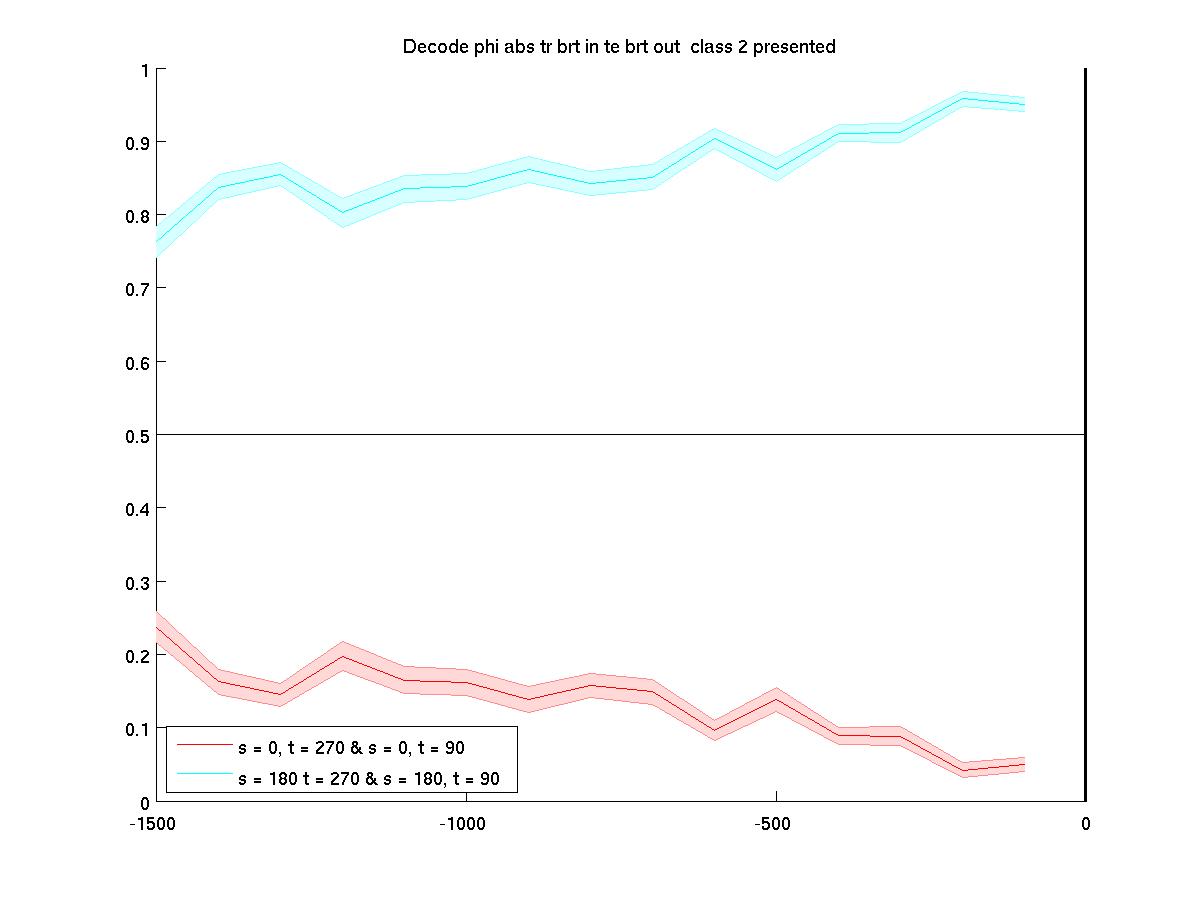 Decode phi abs tr brt in te brt out  class 2 presented
1
0.9
0.8
0.7
0.6
0.5
0.4
0.3
0.2
0.1
0
s = 0, t = 270 & s = 0, t = 90
s = 180 t = 270 & s = 180, t = 90
-1500 -1000 -500 0